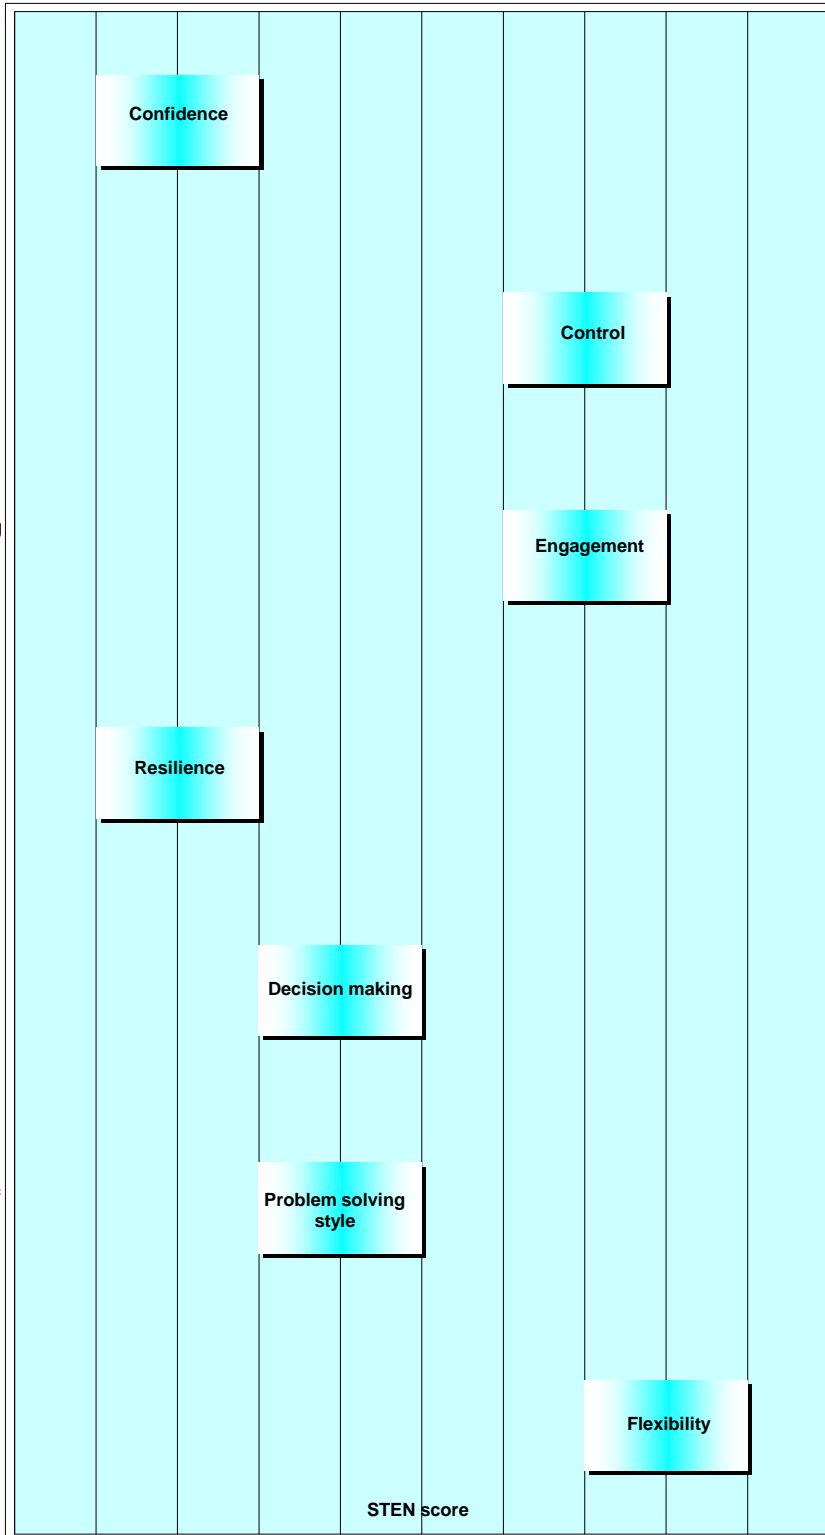 Confidence
Control
Engagement
Resilience
Decision making
Problem solving
style
Flexibility
STEN score